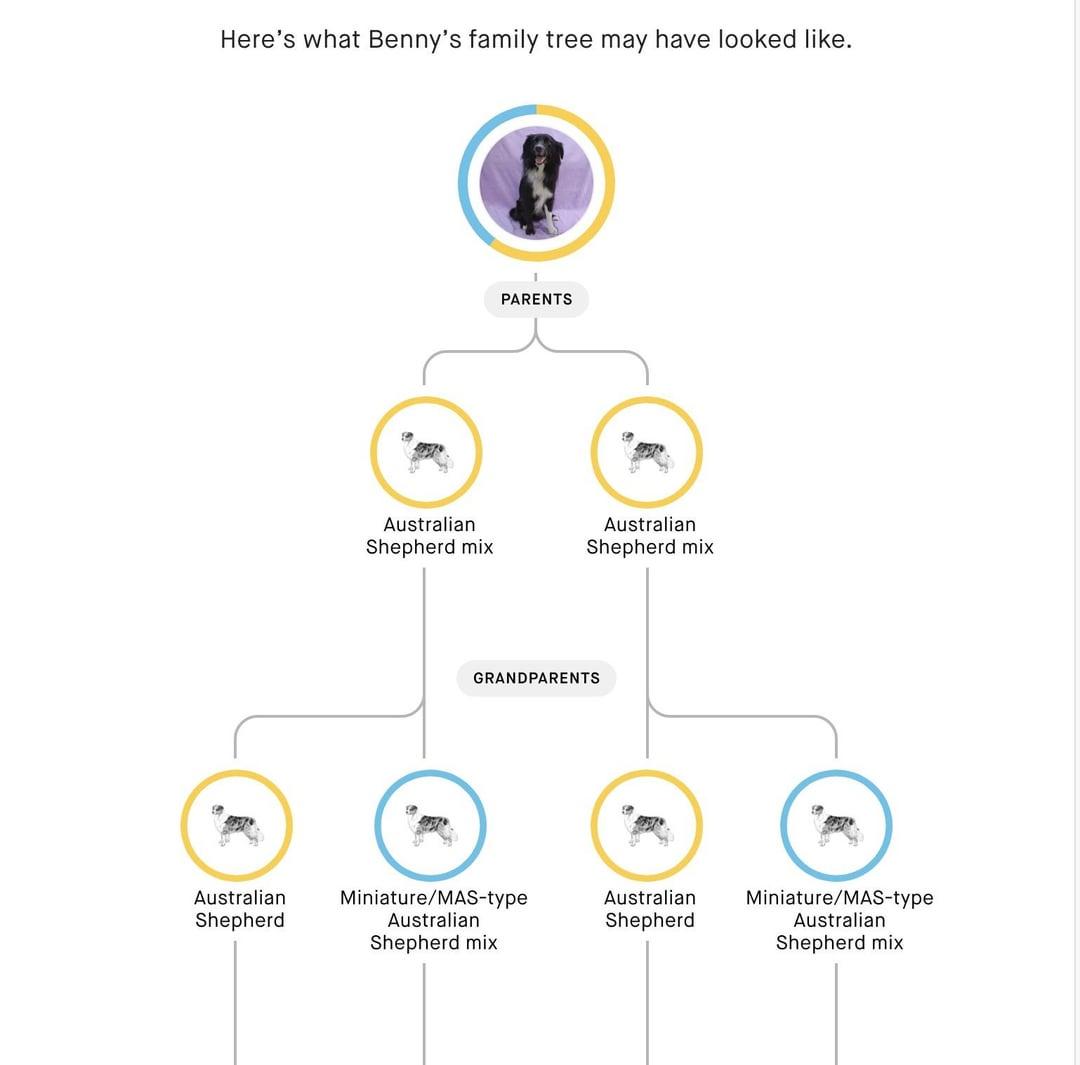 Here's what Benny's family tree may have looked like.
PARENTS
Australian
Shepherd mix
Australian
Shepherd mix
GRANDPARENTS
Australian
Shepherd
Miniature/MAS-type
Australian
Shepherd mix
Australian
Shepherd
Miniature/MAS-type
Australian
Shepherd mix